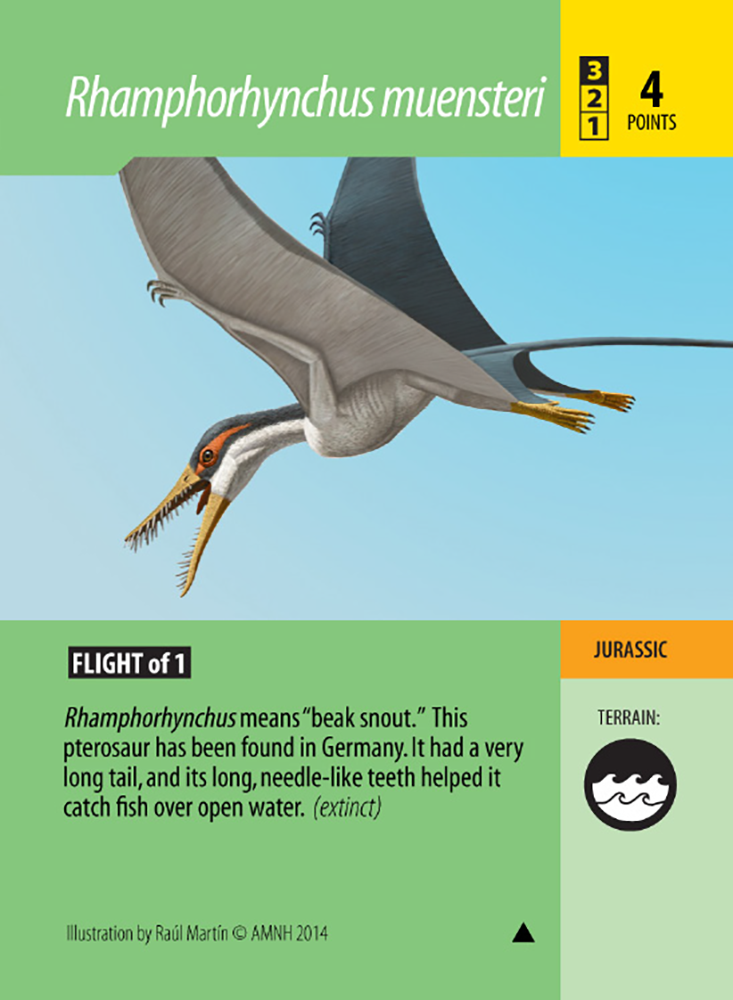 Rhamphorhynchus muensteri
3
2
1
4
POINTS
FLIGHT of 1
Rhamphorhynchus means “beak snout.” This
pterosaur has been found in Germany. It had a very
long tail, and its long, needle-like teeth helped it
catch fish over open water. (extinct)
Illustration by Raúl Martín © AMNH 2014
JURASSIC
TERRAIN: